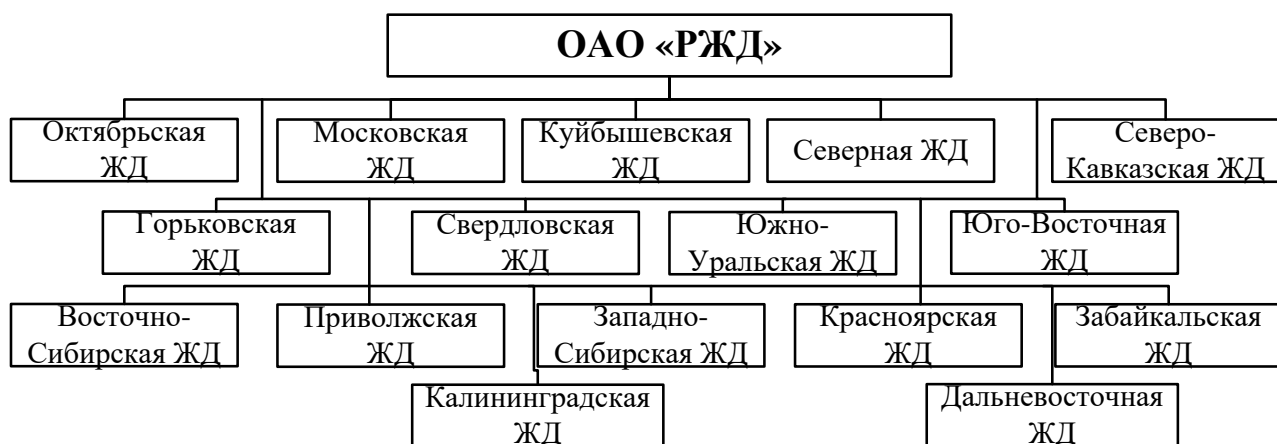 ОАО «РЖД»
Октябрьская
ЖД
Московская
ЖД
Куйбышевская
ЖД
Северная ЖД
Северо-
Кавказская ЖД
Горьковская
ЖД
Свердловская
ЖД
Южно-
Уральская ЖД
Юго-Восточная
ЖД
Восточно-
Сибирская ЖД
Приволжская
ЖД
Западно-
Сибирская ЖД
Красноярская
ЖД
Забайкальская
ЖД
Калининградская
ЖД
Дальневосточная
ЖД